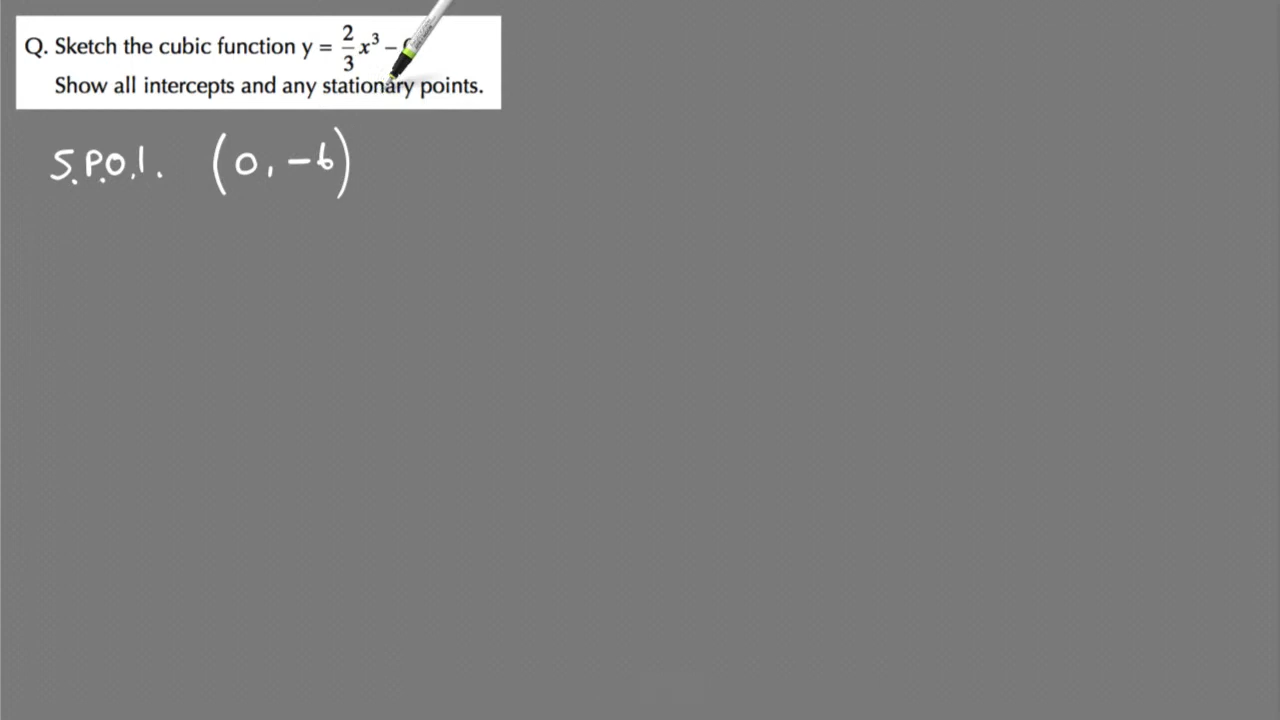 Q. Sketch the cubic function y = 2/3 x³ –
Show all intercepts and any stationary points.
S.P.O.I. (0, -6)